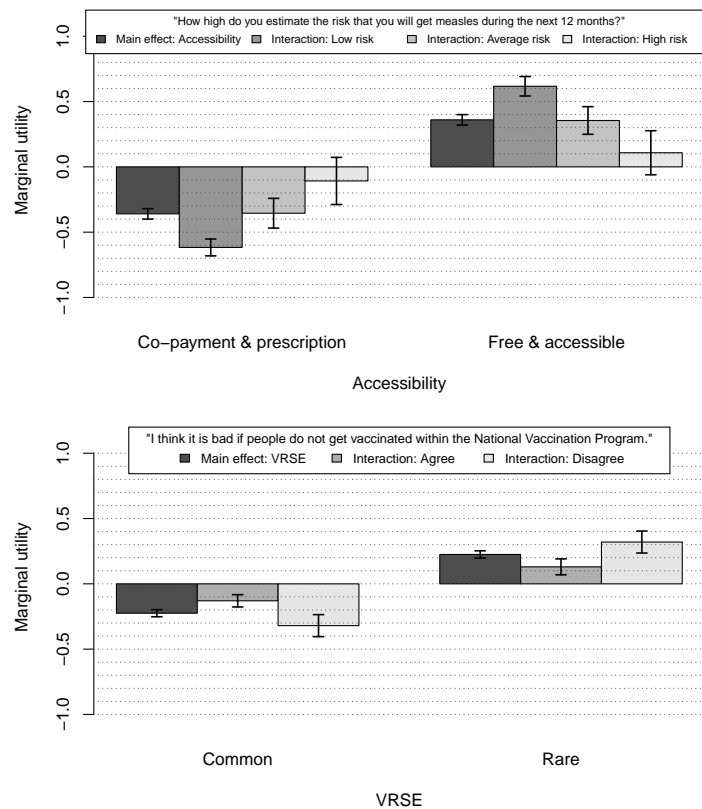 "How high do you estimate the risk that you will get measles during the next 12 months?"
Main effect: Accessibility Interaction: Low risk Interaction: Average risk Interaction: High risk
Marginal utility
1.0
0.5
0.0
−0.5
−1.0
Co−payment & prescription Free & accessible
Accessibility
"I think it is bad if people do not get vaccinated within the National Vaccination Program."
Main effect: VRSE Interaction: Agree Interaction: Disagree
Marginal utility
1.0
0.5
0.0
−0.5
−1.0
Common Rare
VRSE